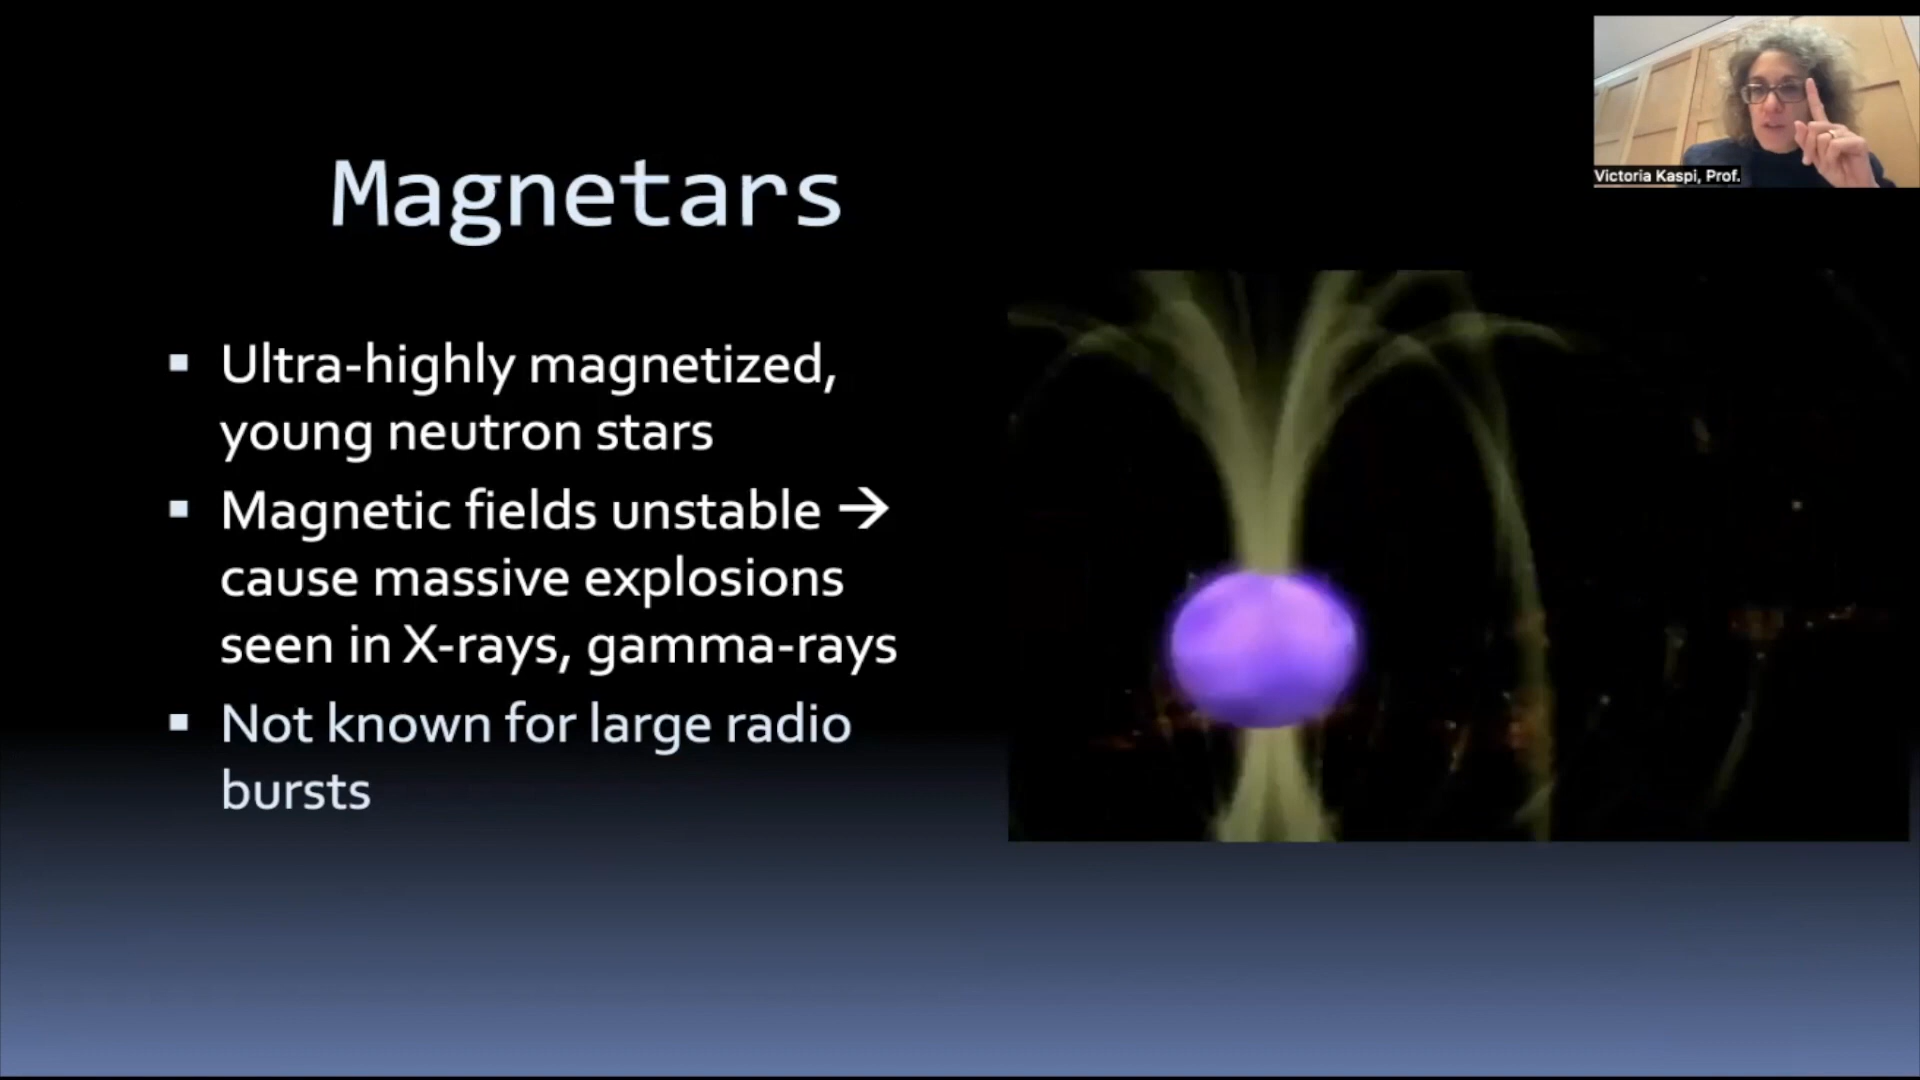 Victoria Kaspi, Prof.
Magnetars
▪ Ultra-highly magnetized,
young neutron stars
▪ Magnetic fields unstable →
cause massive explosions
seen in X-rays, gamma-rays
▪ Not known for large radio
bursts